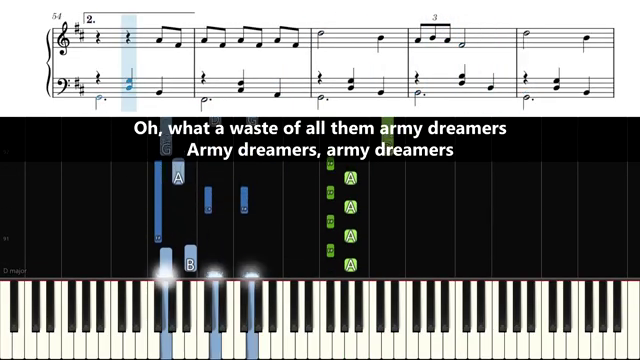 54
2.
3
Oh, what a waste of all them army dreamers
Army dreamers, army dreamers
G
A
A
A
A
B
A
D major